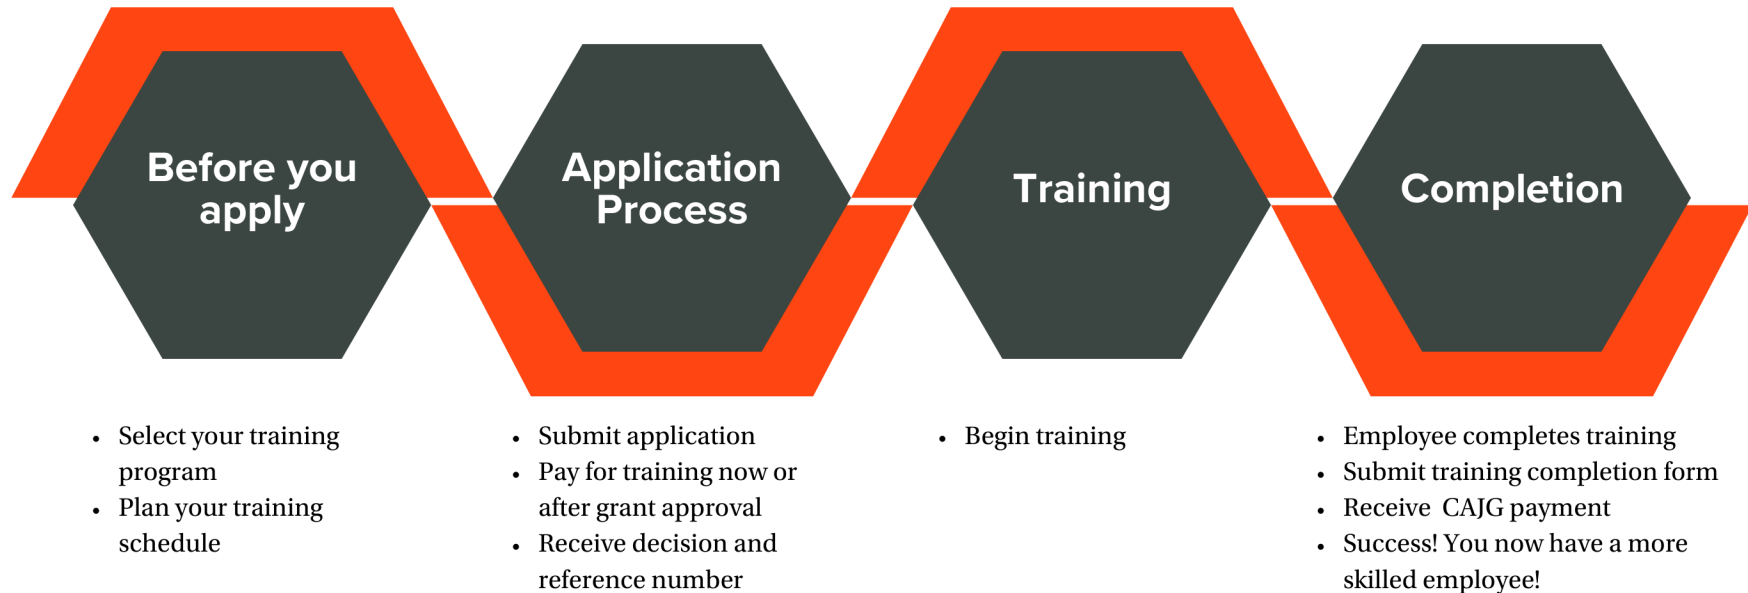 Before you
apply
Application
Process
Training
Completion
• Select your training
program
• Plan your training
schedule
• Submit application
• Pay for training now or
after grant approval
• Receive decision and
reference number
• Begin training
• Employee completes training
• Submit training completion form
• Receive  CAJG payment
• Success! You now have a more
skilled employee!